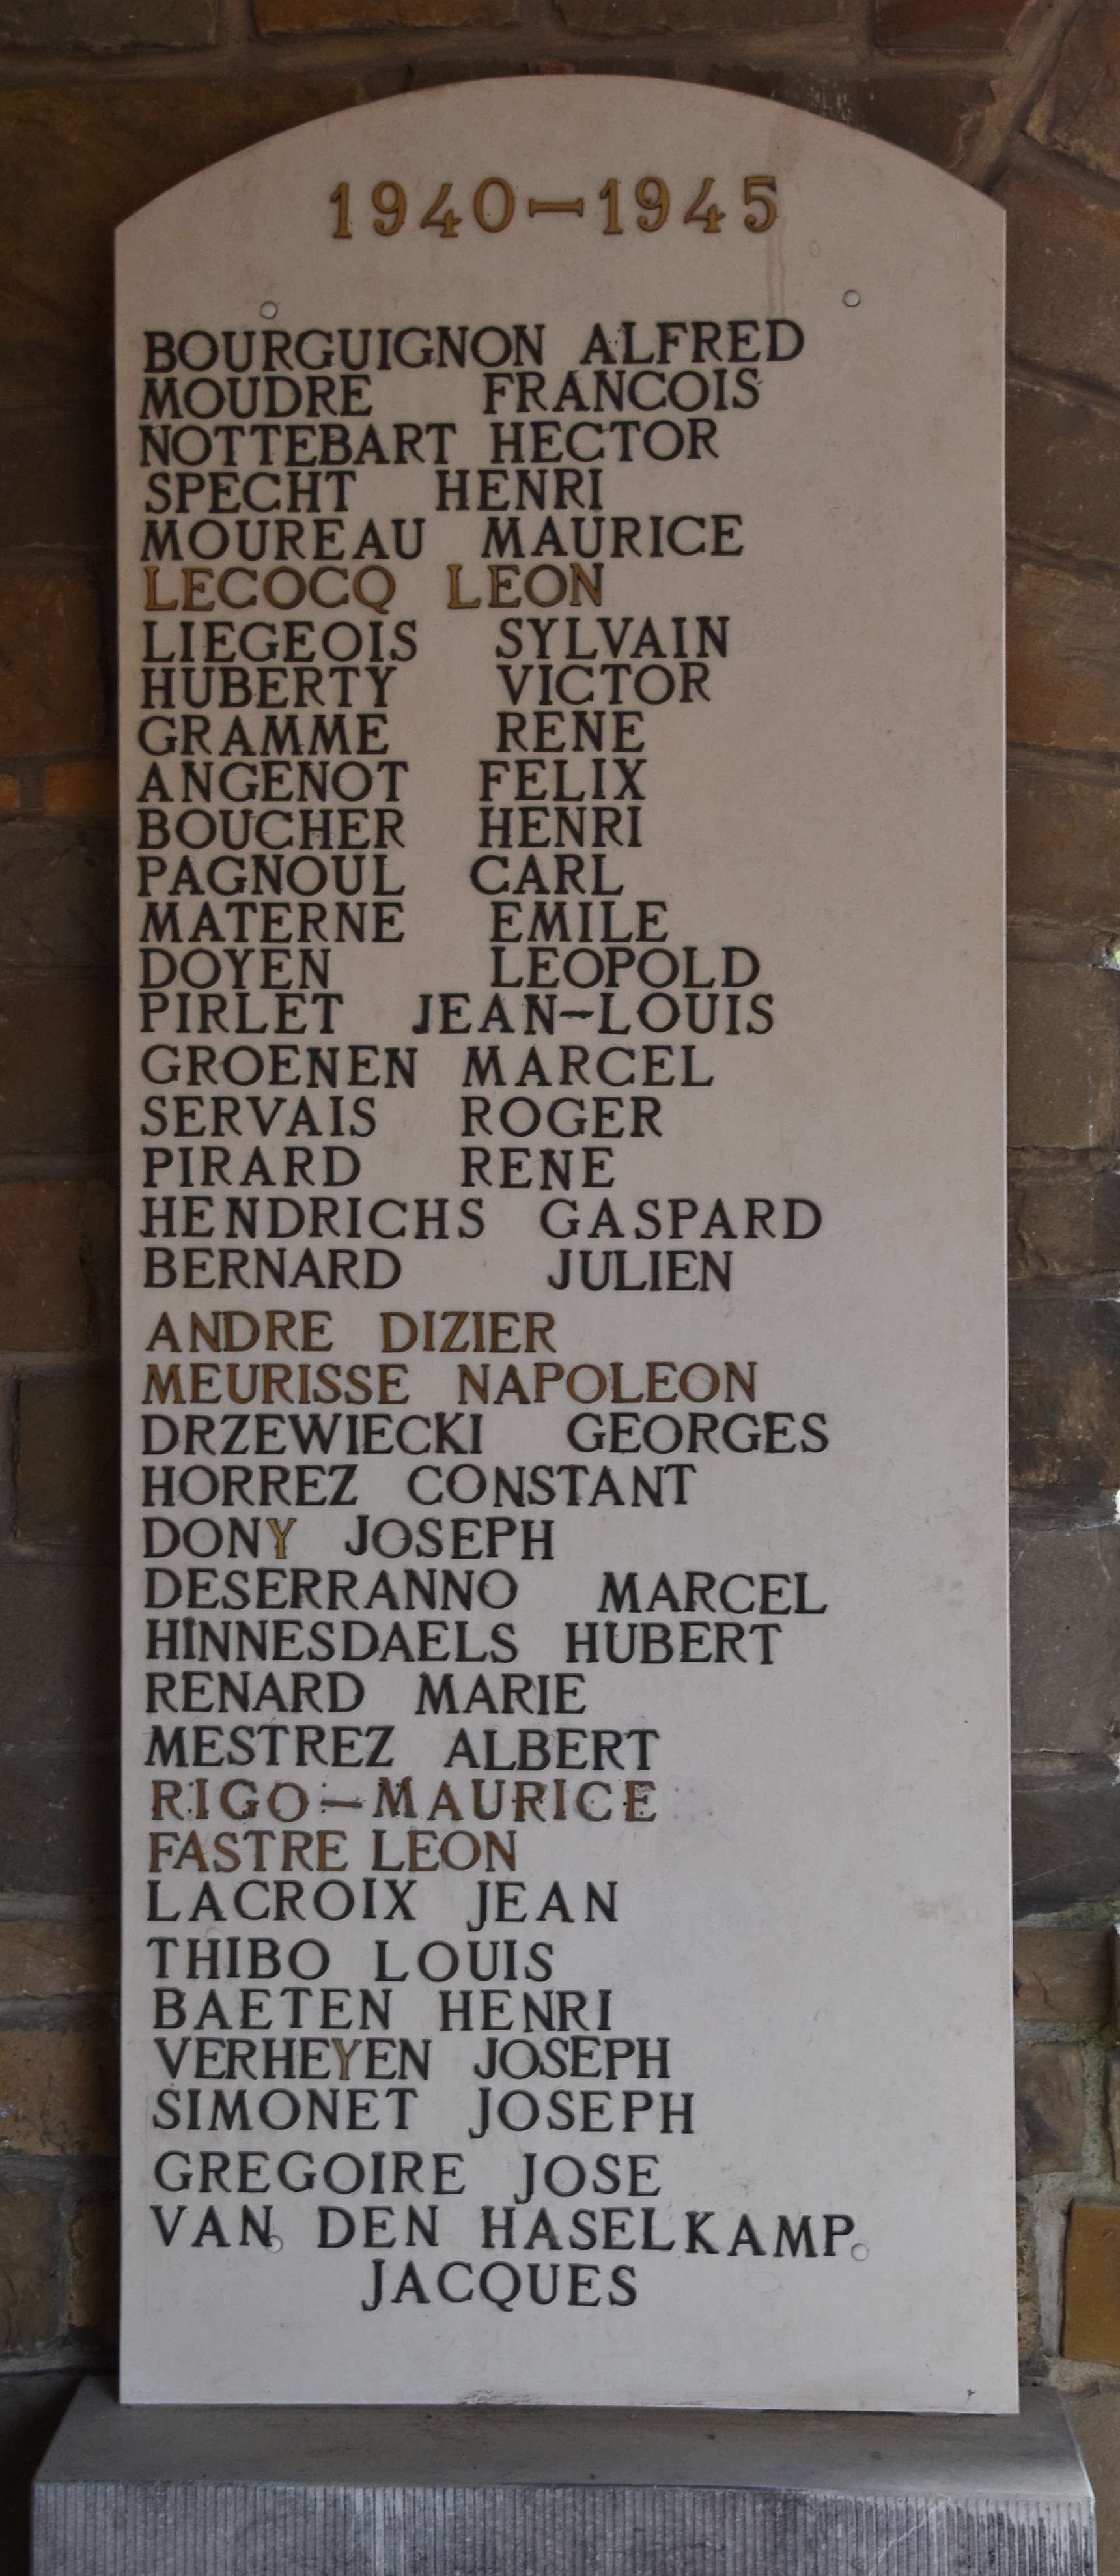 1940-1945
BOURGUIGNON ALFRED
MOUDRE FRANCOIS
NOTTEBART HECTOR
SPECHT HENRI
MOUREAU MAURICE
LECOCQ LEON
LIEGEOIS SYLVAIN
HUBERTY VICTOR
GRAMME RENE
ANGENOT FELIX
BOUCHER HENRI
PAGNOUL CARL
MATERNE EMILE
DOYEN LEOPOLD
PIRLET JEAN-LOUIS
GROENEN MARCEL
SERVAIS ROGER
PIRARD RENE
HENDRICHS GASPARD
BERNARD JULIEN
ANDRE DIZIER
MEURISSE NAPOLEON
DRZEWIECKI GEORGES
HORREZ CONSTANT
DONY JOSEPH
DESERRANNO MARCEL
HINNESDAELS HUBERT
RENARD MARIE
MESTREZ ALBERT
RIGO-MAURICE
FASTRE LEON
LACROIX JEAN
THIBO LOUIS
BAETEN HENRI
VERHEYEN JOSEPH
SIMONET JOSEPH
GREGOIRE JOSE
VAN DEN HASELKAMP
JACQUES